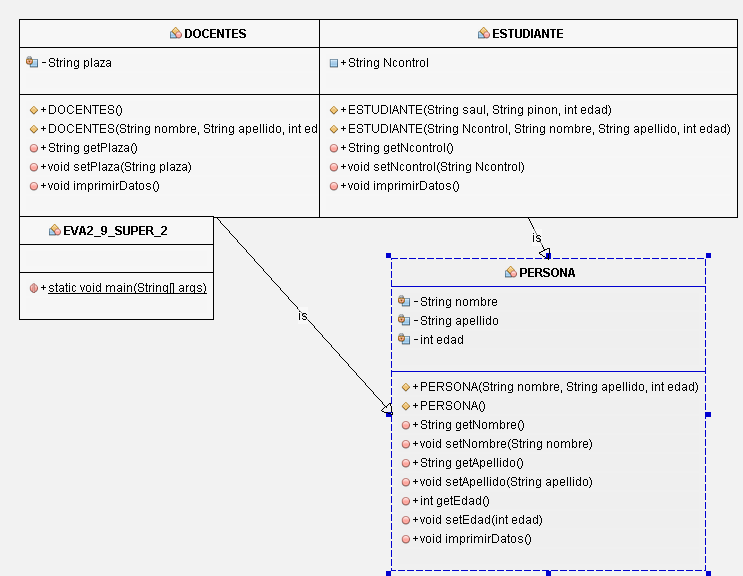 DOCENTES
- String plaza
+ DOCENTES()
+ DOCENTES(String nombre, String apellido, int ed
+ String getPlaza()
+ void setPlaza(String plaza)
+ void imprimirDatos()
ESTUDIANTE
+ String Ncontrol
+ ESTUDIANTE(String saul, String pinon, int edad)
+ ESTUDIANTE(String Ncontrol, String nombre, String apellido, int edad)
+ String getNcontrol()
+ void setNcontrol(String Ncontrol)
+ void imprimirDatos()
EVA2_9_SUPER_2
+ static void main(String[] args)
is
is
PERSONA
- String nombre
- String apellido
- int edad
+ PERSONA(String nombre, String apellido, int edad)
+ PERSONA()
+ String getNombre()
+ void setNombre(String nombre)
+ String getApellido()
+ void setApellido(String apellido)
+ int getEdad()
+ void setEdad(int edad)
+ void imprimirDatos()